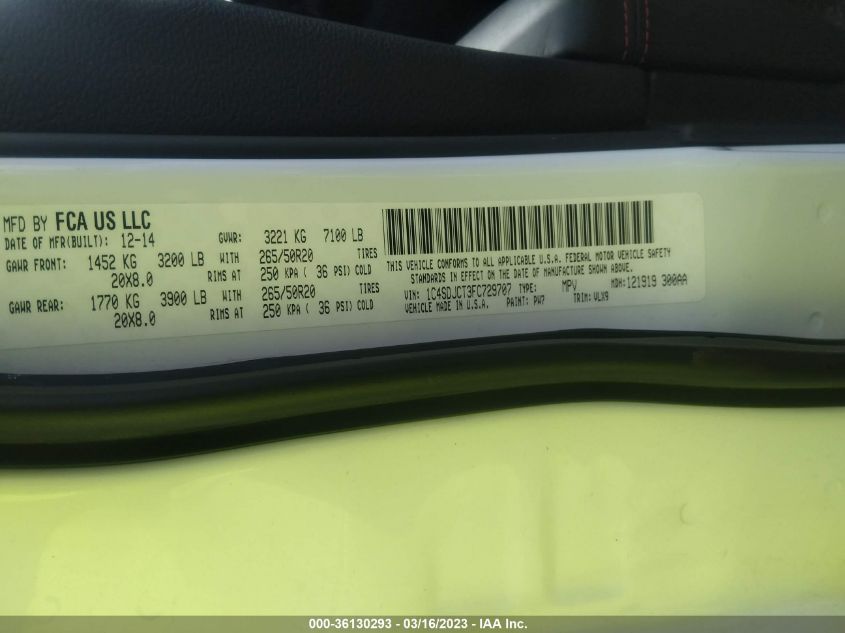 MFD BY FCA US LLC
DATE OF MFR(BUILT): 12-14 GVWR: 3221 KG 7100 LB
GAWR FRONT: 1452 KG 3200 LB WITH 265/50R20 TIRES
20X8.0 RIMS AT 250 KPA ( 36 PSI) COLD
GAWR REAR: 1770 KG 3900 LB WITH 265/50R20 TIRES
20X8.0 RIMS AT 250 KPA ( 36 PSI) COLD
THIS VEHICLE CONFORMS TO ALL APPLICABLE U.S.A. FEDERAL MOTOR VEHICLE SAFETY
STANDARDS IN EFFECT ON THE DATE OF MANUFACTURE SHOWN ABOVE.
VIN: 1C4SDJCT3FC729707 TYPE: MPV MDH:121919 300AA
VEHICLE MADE IN U.S.A. PAINT: PW7 TRIM: VLX9
000-36130293 - 03/16/2023 - IAA Inc.